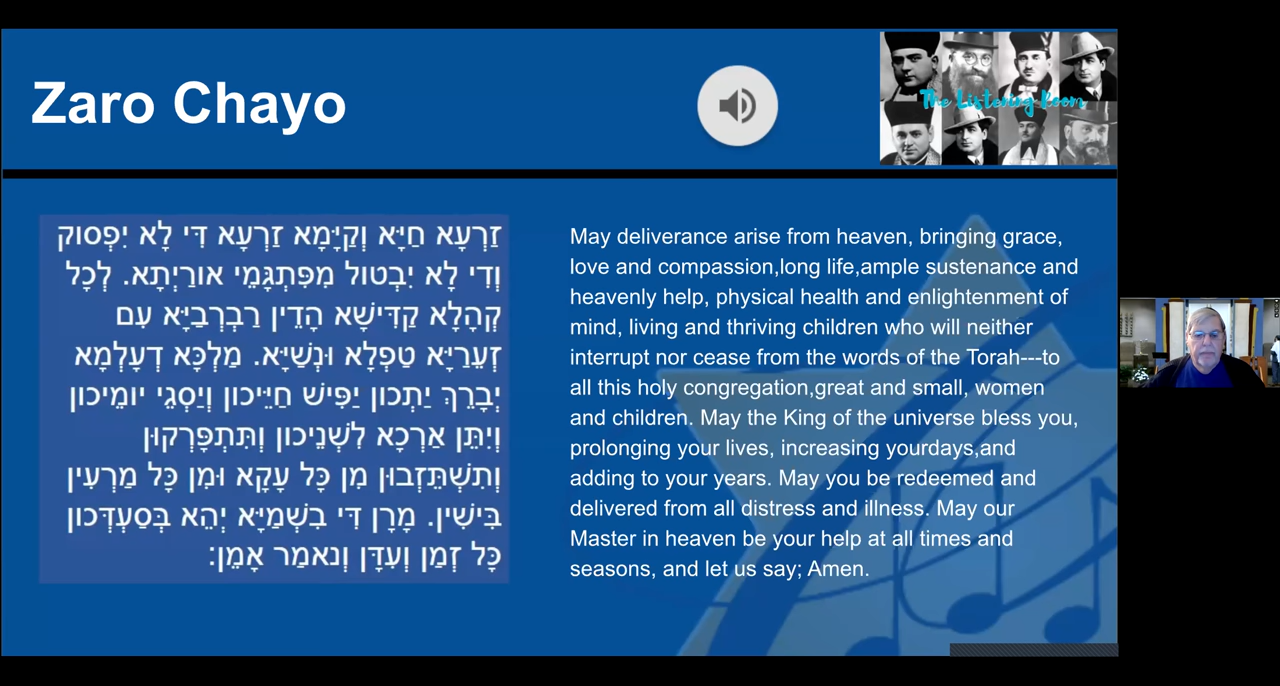 Zaro Chayo
The Listening Room
זַרְעָא חַיָּא וְקַיָּמָא זַרְעָא דִּי לָא יִפְסוּק
וְדִי לָא יִבְטוּל מִפִּתְגָּמֵי אוֹרַיְתָא. לְכָל
קְהָלָא קַדִּישָׁא הָדֵין רַבְרְבַיָּא עִם
זְעֵרַיָּא טַפְלָא וּנְשַׁיָּא. מַלְכָּא דְעָלְמָא
יְבָרֵךְ יַתְכוֹן יַפִּישׁ חַיֵּיכוֹן וְיַסְגֵּי יוֹמֵיכוֹן
וְיִתֵּן אַרְכָא לִשְׁנֵיכוֹן וְתִתְפָּרְקוּן
וְתִשְׁתֵּזְבוּן מִן כָּל עָקָא וּמִן כָּל מַרְעִין
בִּישִׁין. מָרָן דִּי בִשְׁמַיָּא יְהֵא בְּסַעְדְּכוֹן
כָּל זְמַן וְעִדָּן וְנֹאמַר אָמֵן:
May deliverance arise from heaven, bringing grace,
love and compassion,long life,ample sustenance and
heavenly help, physical health and enlightenment of
mind, living and thriving children who will neither
interrupt nor cease from the words of the Torah---to
all this holy congregation,great and small, women
and children. May the King of the universe bless you,
prolonging your lives, increasing yourdays,and
adding to your years. May you be redeemed and
delivered from all distress and illness. May our
Master in heaven be your help at all times and
seasons, and let us say; Amen.